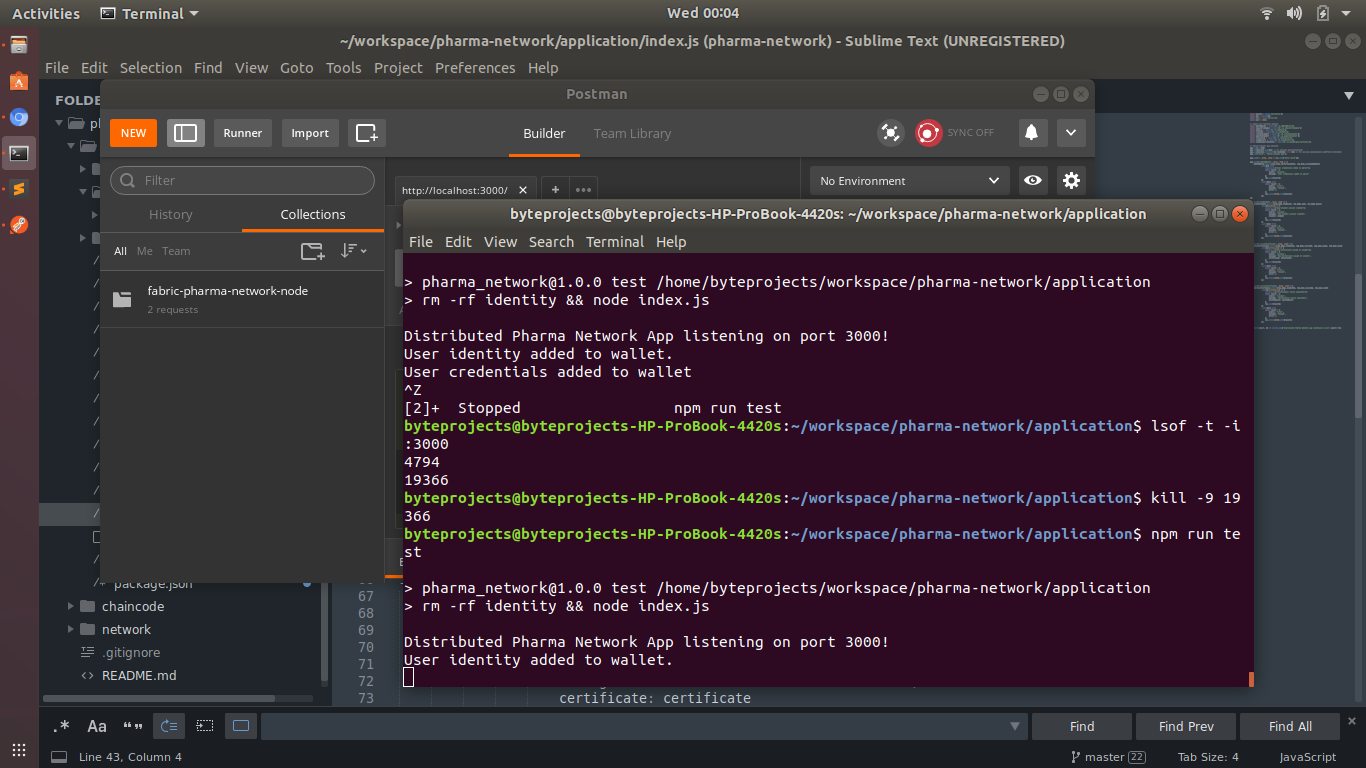 Activities
Terminal
Wed 00:04
~/workspace/pharma-network/application/index.js (pharma-network) - Sublime Text (UNREGISTERED)
File Edit Selection Find View Goto Tools Project Preferences Help
FOLDE
Postman
NEW
Runner
Import
Builder
Team Library
SYNC OFF
Filter
http://localhost:3000/
No Environment
History
Collections
All Me Team
fabric-pharma-network-node
2 requests
byteprojects@byteprojects-HP-ProBook-4420s: ~/workspace/pharma-network/application
File Edit View Search Terminal Help
> pharma_network@1.0.0 test /home/byteprojects/workspace/pharma-network/application
> rm -rf identity && node index.js
Distributed Pharma Network App listening on port 3000!
User identity added to wallet.
User credentials added to wallet
^Z
[2]+  Stopped                 npm run test
byteprojects@byteprojects-HP-ProBook-4420s:~/workspace/pharma-network/application$ lsof -t -i
:3000
4794
19366
byteprojects@byteprojects-HP-ProBook-4420s:~/workspace/pharma-network/application$ kill -9 19
366
byteprojects@byteprojects-HP-ProBook-4420s:~/workspace/pharma-network/application$ npm run te
st
> pharma_network@1.0.0 test /home/byteprojects/workspace/pharma-network/application
> rm -rf identity && node index.js
Distributed Pharma Network App listening on port 3000!
User identity added to wallet.
package.json
chaincode
network
.gitignore
README.md
67
68
69
70
71
72
73
certificate: certificate
.* Aa “ ”
Find
Find Prev
Find All
Line 43, Column 4
master 22
Tab Size: 4
JavaScript